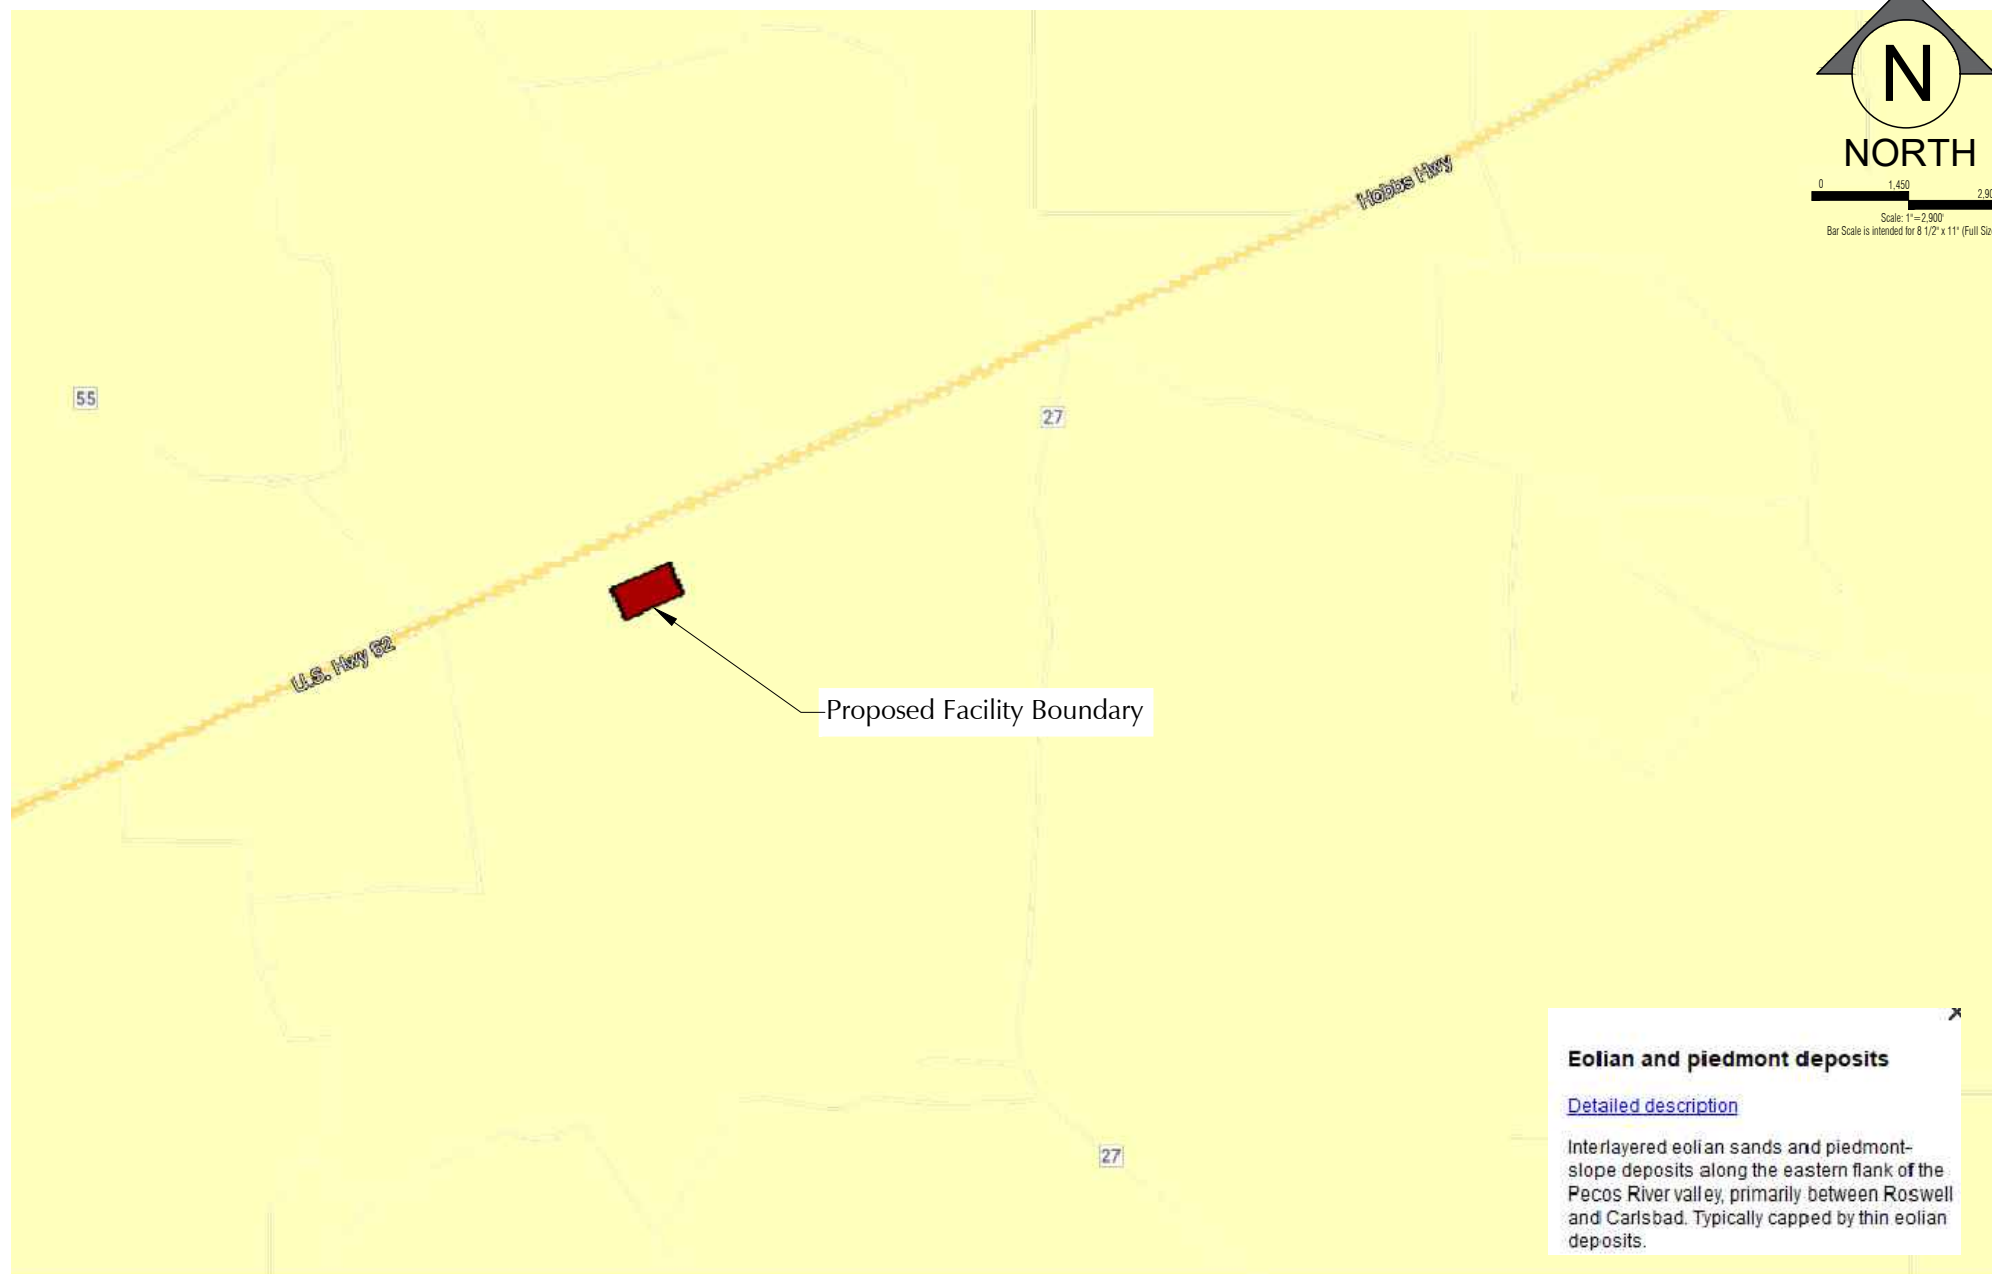 N
NORTH
0 1,450
Scale: 1"=2,900'
Bar Scale is intended for 8 1/2" x 11" (Full
Hobbs Hwy
55
27
U.S. Hwy 62
Proposed Facility Boundary
27
Eolian and piedmont deposits
Detailed description
Interlayered eolian sands and piedmont-
slope deposits along the eastern flank of the
Pecos River valley, primarily between Roswell
and Carlsbad. Typically capped by thin eolian
deposits.